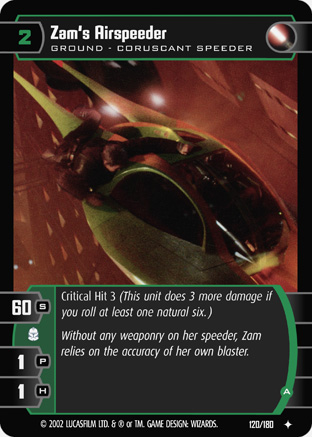 2
Zam's Airspeeder
GROUND - CORUSCANT SPEEDER
60 S
1 P
1 H
Critical Hit 3 (This unit does 3 more damage if
you roll at least one natural six.)
Without any weaponry on her speeder, Zam
relies on the accuracy of her own blaster.
A
© 2002 LUCASFILM LTD. & ® or TM. GAME DESIGN: WIZARDS.
120/180